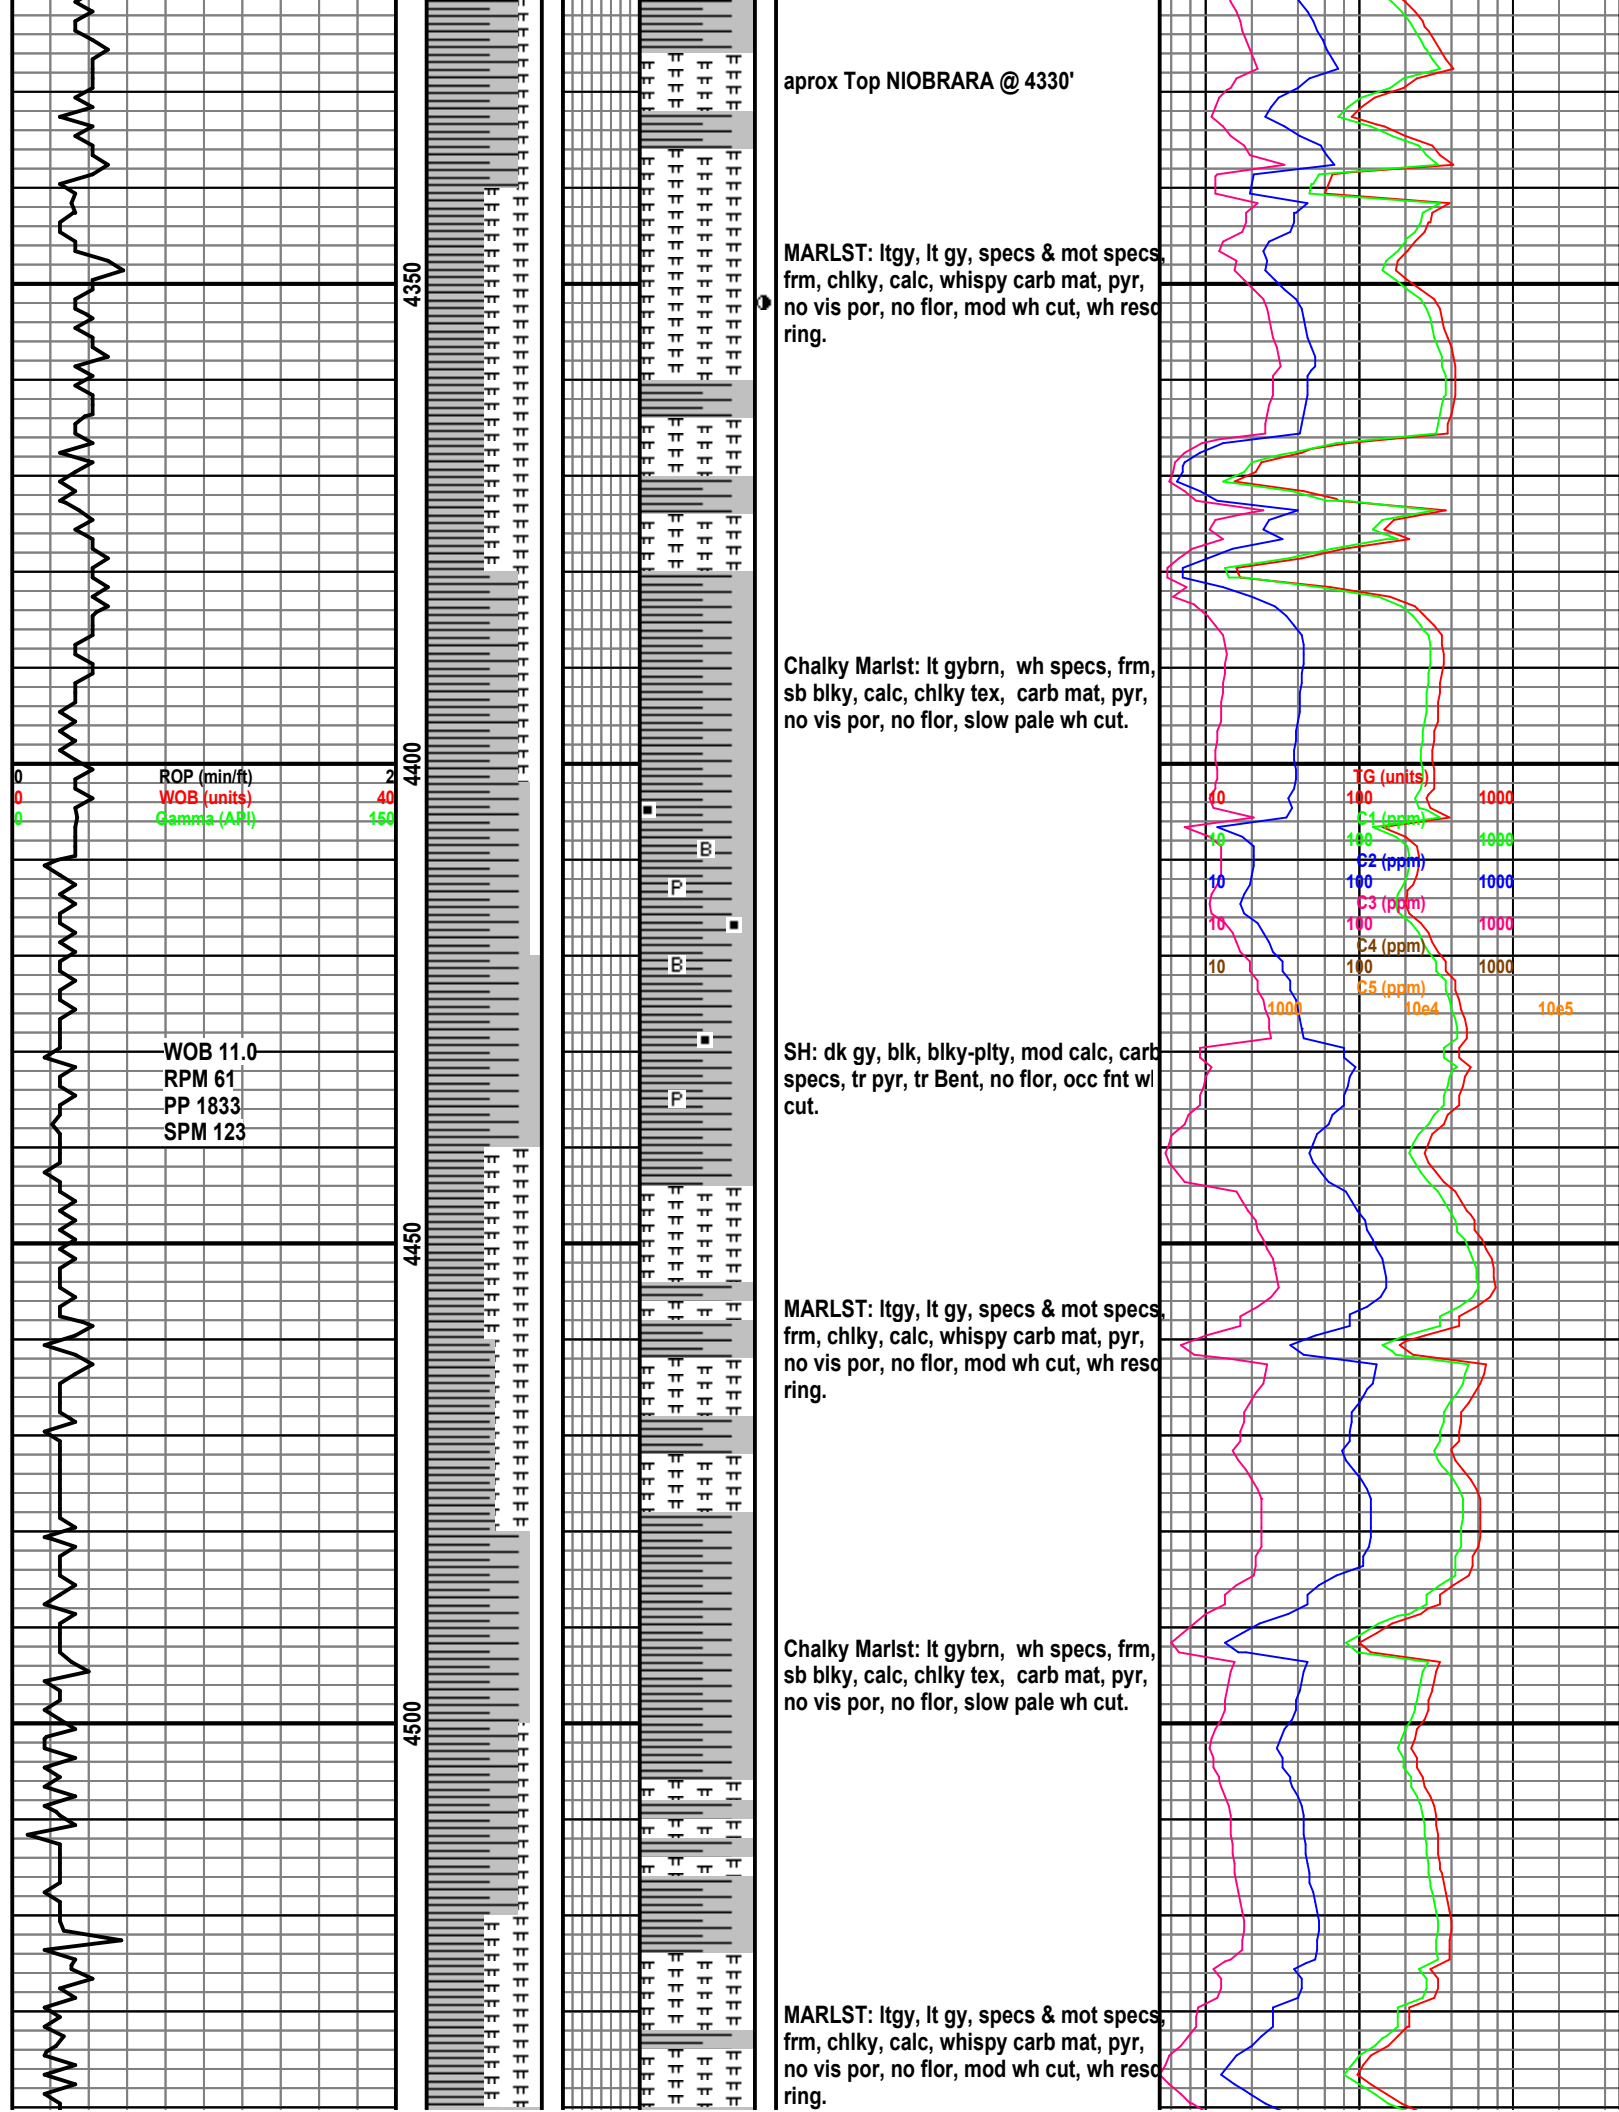 aprox Top NIOBRARA @ 4330'
MARLST: ltgy, lt gy, specs & mot specs,
frm, chlky, calc, whispy carb mat, pyr,
no vis por, no flor, mod wh cut, wh resd
ring.
4350
Chalky Marlst: lt gybrn, wh specs, frm,
sb blky, calc, chlky tex, carb mat, pyr,
no vis por, no flor, slow pale wh cut.
4400
0 ROP (min/ft) 2
0 WOB (units) 40
0 Gamma (API) 150
TG (units)
10 100 1000
C1 (ppm)
10 100 1000
C2 (ppm)
10 100 1000
C3 (ppm)
10 100 1000
C4 (ppm)
10 100 1000
C5 (ppm)
1000 10e4 10e5
B
P
B
P
WOB 11.0
RPM 61
PP 1833
SPM 123
SH: dk gy, blk, blky-plty, mod calc, carb
specs, tr pyr, tr Bent, no flor, occ fnt wh
cut.
4450
MARLST: ltgy, lt gy, specs & mot specs,
frm, chlky, calc, whispy carb mat, pyr,
no vis por, no flor, mod wh cut, wh resd
ring.
Chalky Marlst: lt gybrn, wh specs, frm,
sb blky, calc, chlky tex, carb mat, pyr,
no vis por, no flor, slow pale wh cut.
4500
MARLST: ltgy, lt gy, specs & mot specs,
frm, chlky, calc, whispy carb mat, pyr,
no vis por, no flor, mod wh cut, wh resd
ring.